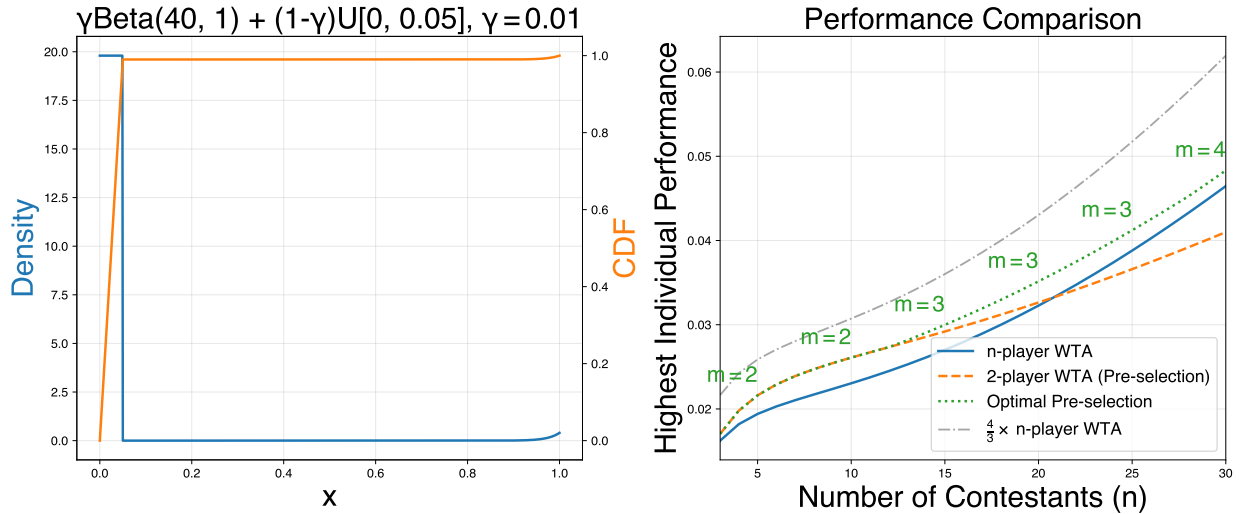 γBeta(40, 1) + (1-γ)U[0, 0.05], γ = 0.01
20.0
17.5
15.0
12.5
10.0
7.5
5.0
2.5
0.0
Density
1.0
0.8
0.6
0.4
0.2
0.0
CDF
0.0 0.2 0.4 0.6 0.8 1.0
x
Performance Comparison
Highest Individual Performance
0.06
0.05
0.04
0.03
0.02
m = 4
m = 3
m = 3
m = 3
m = 2
m = 2
n-player WTA
2-player WTA (Pre-selection)
Optimal Pre-selection
4/3 × n-player WTA
5 10 15 20 25 30
Number of Contestants (n)